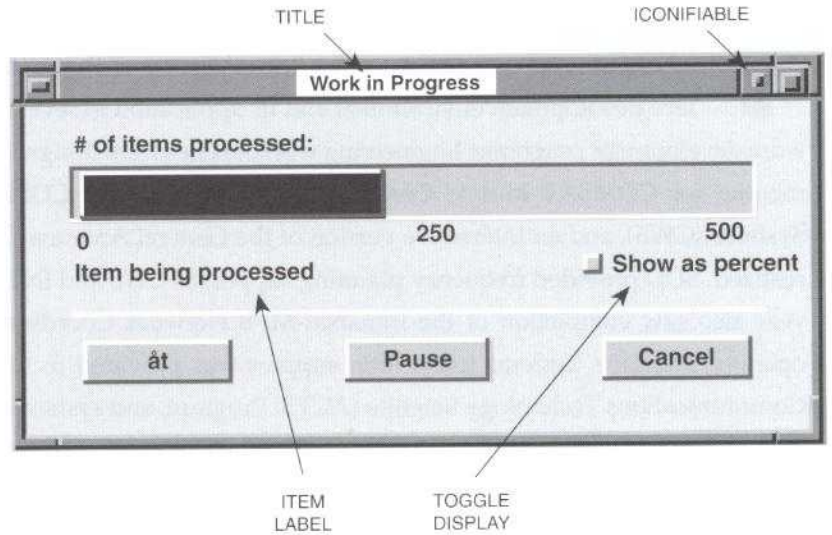 TITLE ICONIFIABLE
Work in Progress
# of items processed:
0 250 500
Item being processed Show as percent
åt Pause Cancel
ITEM LABEL
TOGGLE DISPLAY